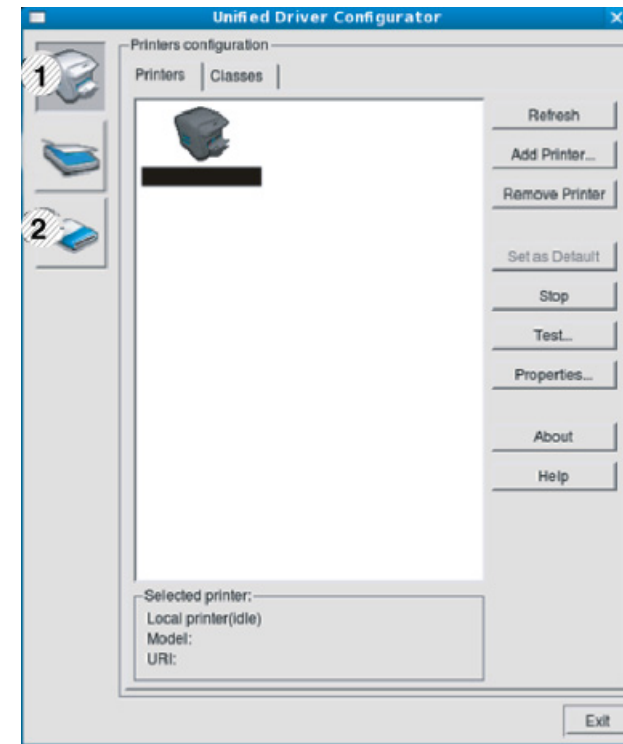 Unified Driver Configurator
Printers configuration
1
Printers Classes
Refresh
Add Printer...
Remove Printer
2
Set as Default
Stop
Test...
Properties...
About
Help
Selected printer:
Local printer(idle)
Model:
URI:
Exit